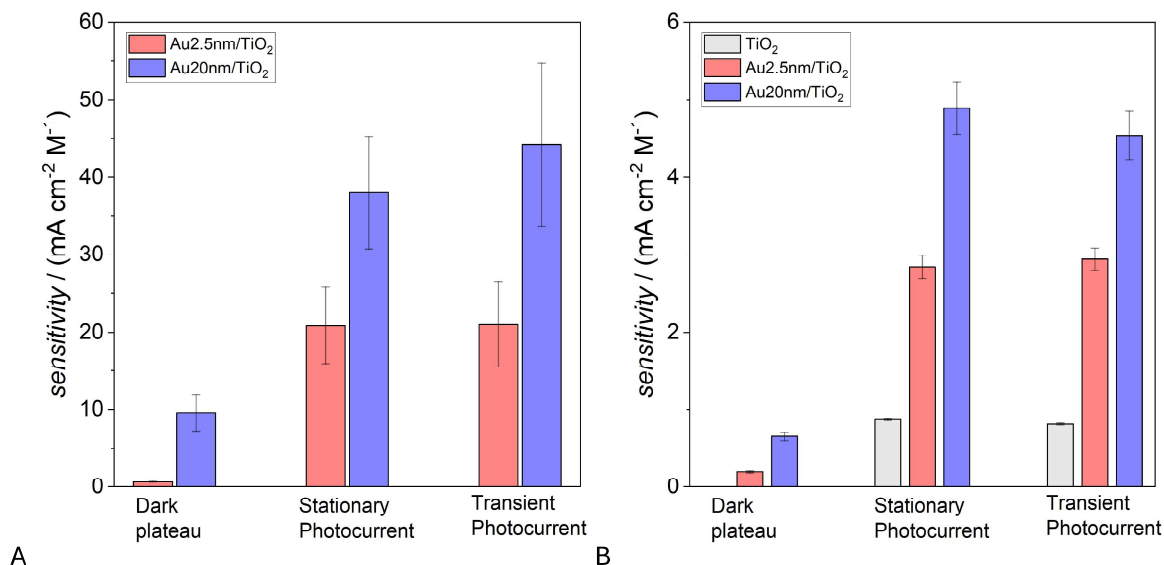 60
50
40
30
20
10
0
sensitivity / (mA cm⁻² M⁻´)
Au2.5nm/TiO₂
Au20nm/TiO₂
Dark
plateau
Stationary
Photocurrent
Transient
Photocurrent
A
6
4
2
0
sensitivity / (mA cm⁻² M⁻´)
TiO₂
Au2.5nm/TiO₂
Au20nm/TiO₂
Dark
plateau
Stationary
Photocurrent
Transient
Photocurrent
B